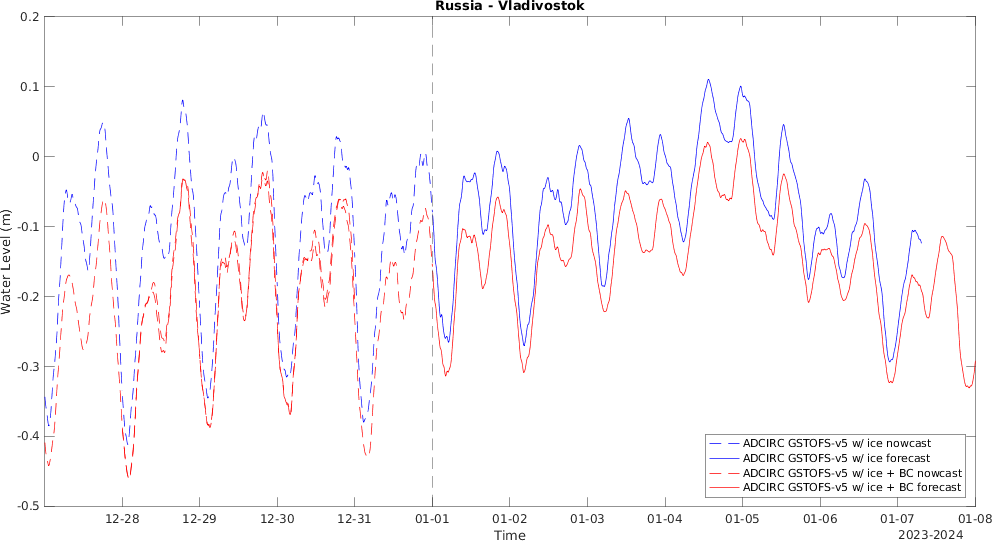 Russia - Vladivostok
Water Level (m)
0.2
0.1
0
-0.1
-0.2
-0.3
-0.4
-0.5
ADCIRC GSTOFS-v5 w/ ice nowcast
ADCIRC GSTOFS-v5 w/ ice forecast
ADCIRC GSTOFS-v5 w/ ice + BC nowcast
ADCIRC GSTOFS-v5 w/ ice + BC forecast
12-28 12-29 12-30 12-31 01-01 01-02 01-03 01-04 01-05 01-06 01-07 01-08
Time
2023-2024